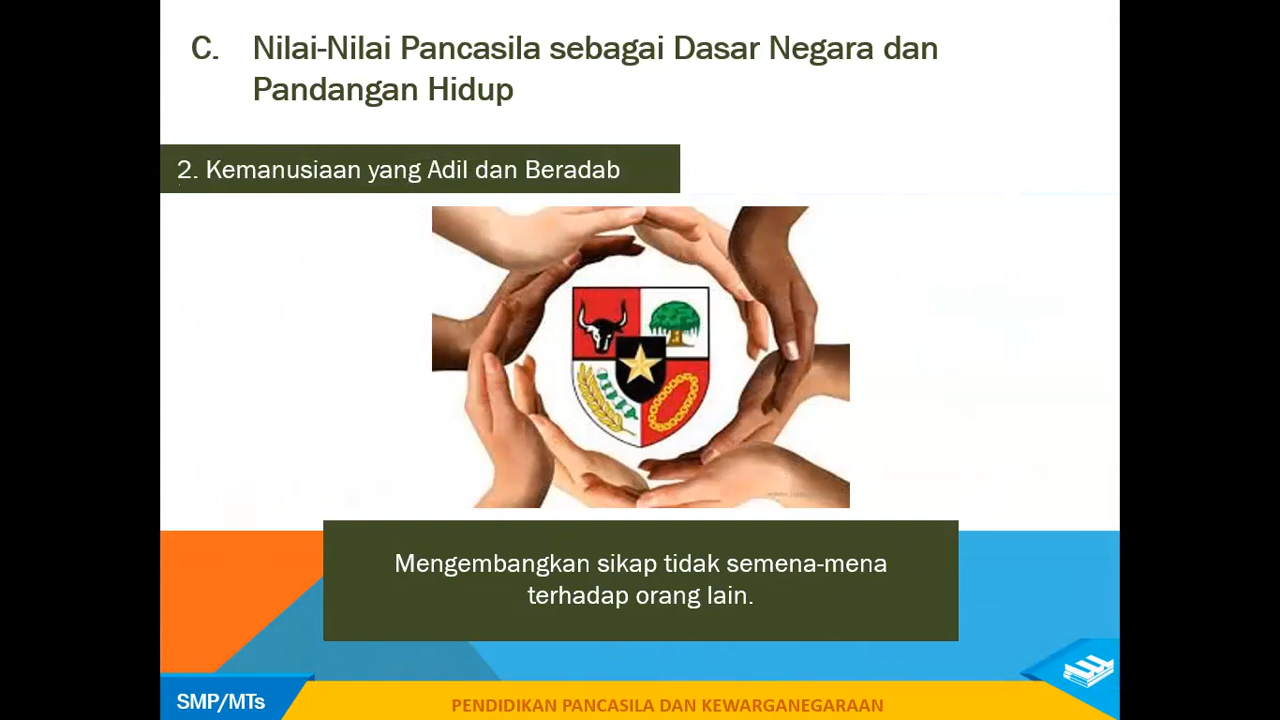 C. Nilai-Nilai Pancasila sebagai Dasar Negara dan
Pandangan Hidup
2. Kemanusiaan yang Adil dan Beradab
Mengembangkan sikap tidak semena-mena
terhadap orang lain.
SMP/MTs
PENDIDIKAN PANCASILA DAN KEWARGANEGARAAN